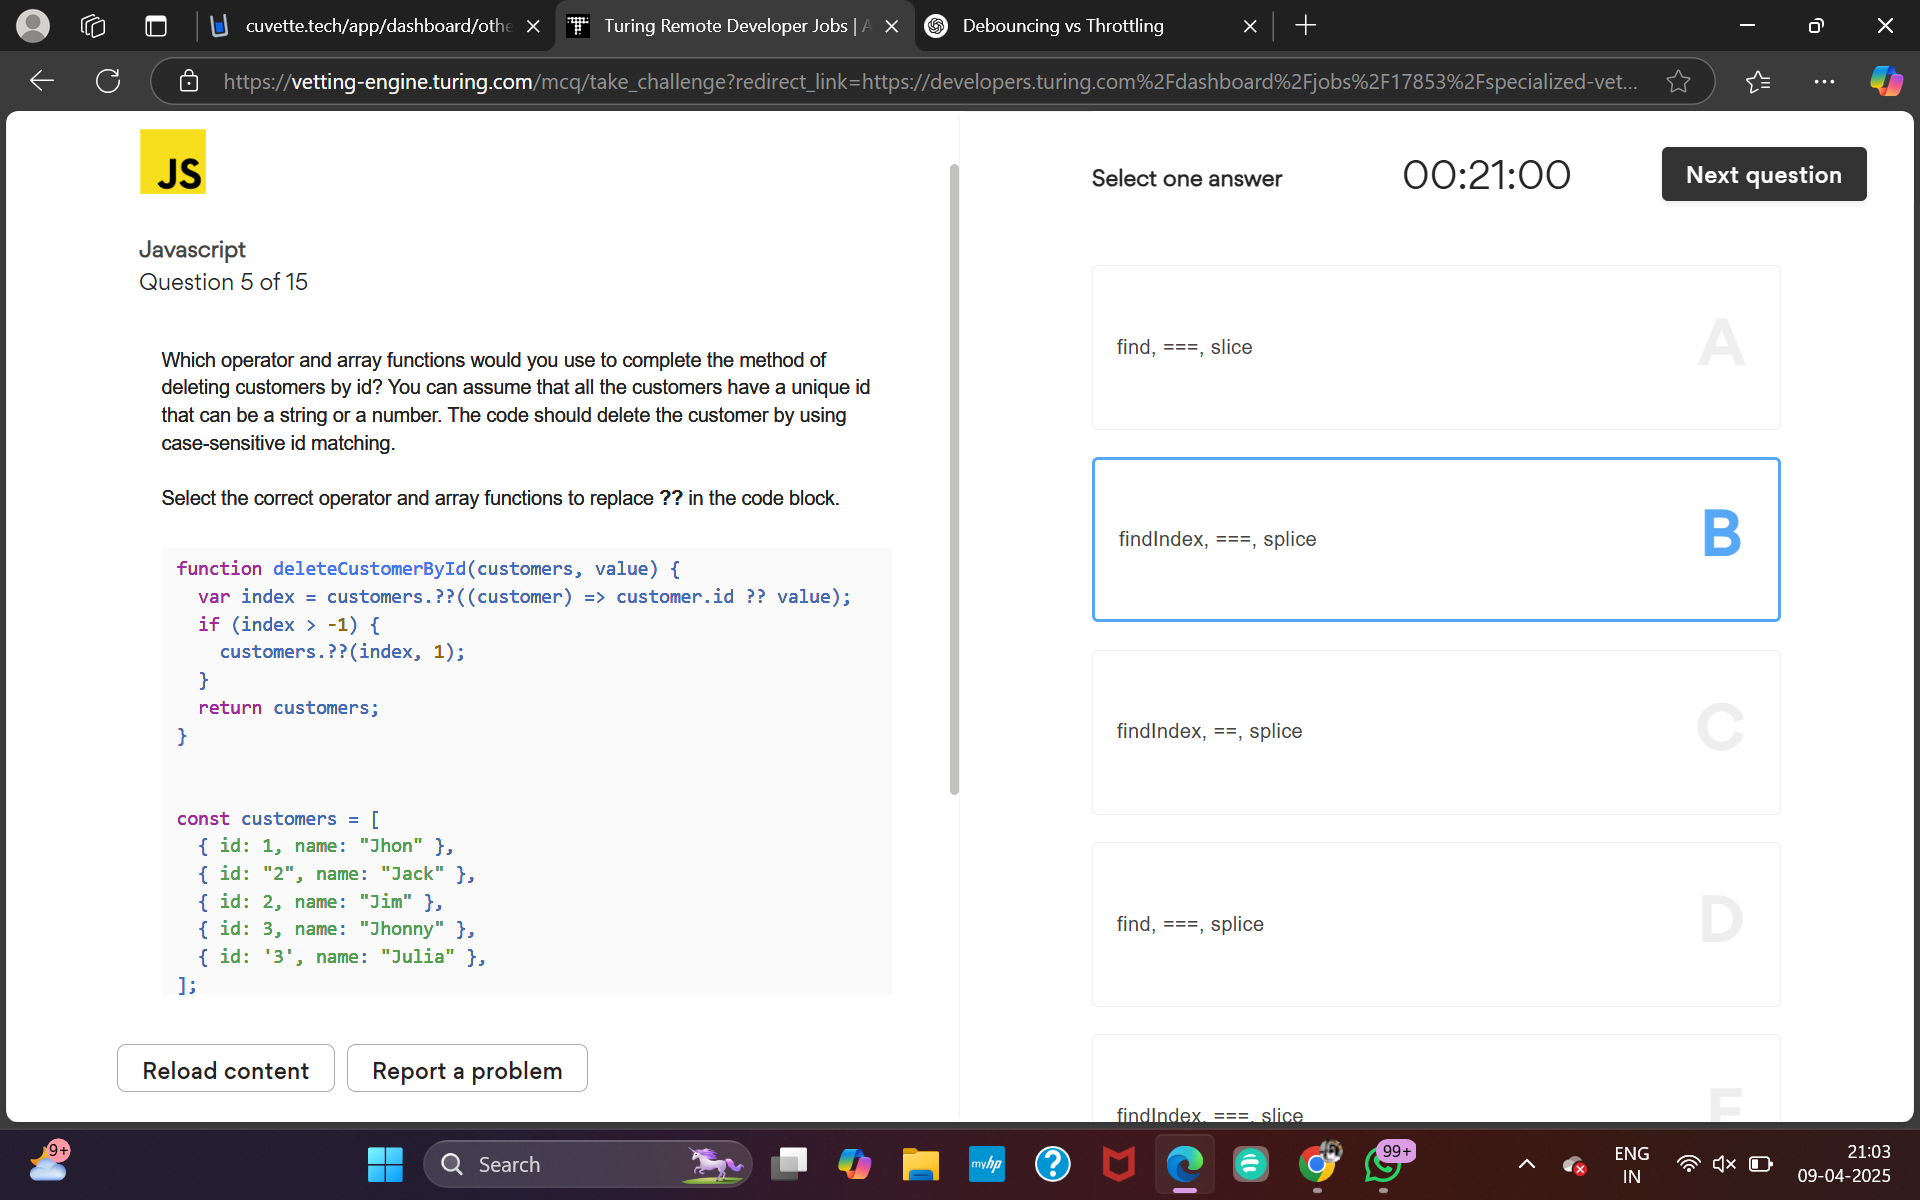 cuvette.tech/app/dashboard/othe
Turing Remote Developer Jobs | A
Debouncing vs Throttling
https://vetting-engine.turing.com/mcq/take_challenge?redirect_link=https://developers.turing.com%2Fdashboard%2Fjobs%2F17853%2Fspecialized-vet...
JS
Javascript
Question 5 of 15
Which operator and array functions would you use to complete the method of
deleting customers by id? You can assume that all the customers have a unique id
that can be a string or a number. The code should delete the customer by using
case-sensitive id matching.
Select the correct operator and array functions to replace ?? in the code block.
function deleteCustomerById(customers, value) {
var index = customers.??((customer) => customer.id ?? value);
if (index > -1) {
customers.??(index, 1);
}
return customers;
}
const customers = [
{ id: 1, name: "Jhon" },
{ id: "2", name: "Jack" },
{ id: 2, name: "Jim" },
{ id: 3, name: "Jhonny" },
{ id: '3', name: "Julia" },
];
Reload content
Report a problem
Select one answer
00:21:00
Next question
find, ===, slice
A
findIndex, ===, splice
B
findIndex, ==, splice
C
find, ===, splice
D
findIndex, ===, slice
E
9+
Search
myhp
99+
ENG
IN
21:03
09-04-2025